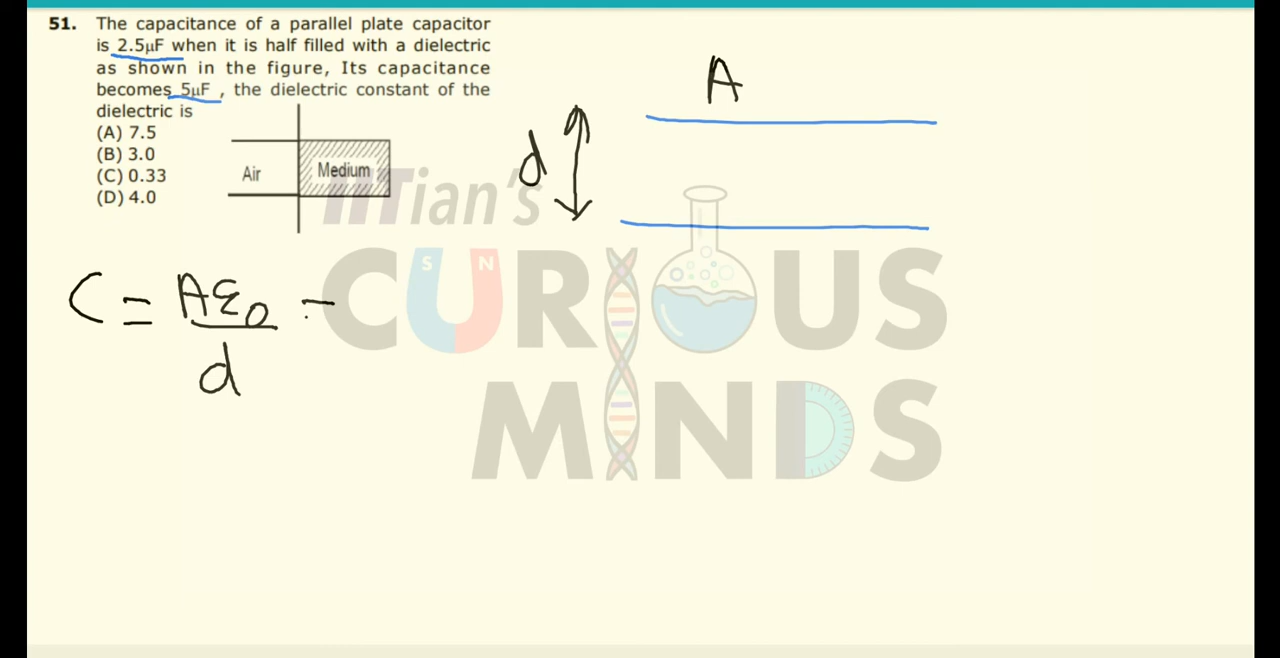 51. The capacitance of a parallel plate capacitor
is 2.5μF when it is half filled with a dielectric
as shown in the figure, Its capacitance
becomes 5μF , the dielectric constant of the
dielectric is
(A) 7.5
(B) 3.0
(C) 0.33
(D) 4.0
Air
Medium
A
d
C = Aε₀ =
d
IITian's
CURIOUS
MINDS
S N